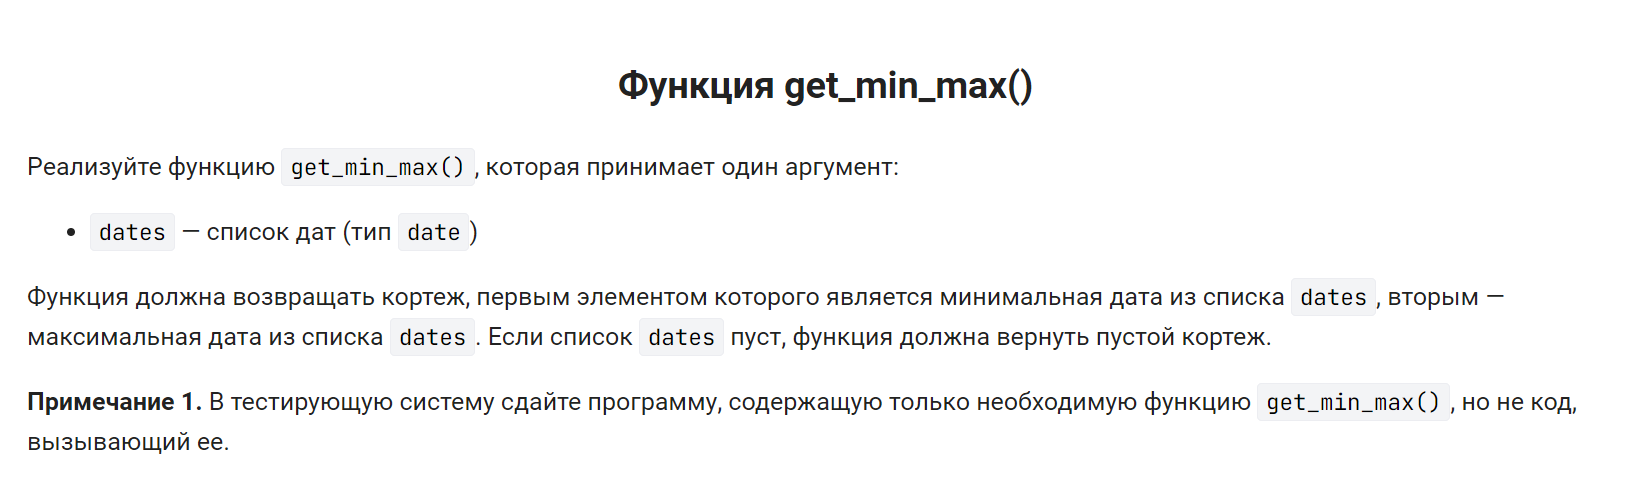 Функция get_min_max()
Реализуйте функцию get_min_max() , которая принимает один аргумент:
• dates — список дат (тип date )
Функция должна возвращать кортеж, первым элементом которого является минимальная дата из списка dates , вторым —
максимальная дата из списка dates . Если список dates пуст, функция должна вернуть пустой кортеж.
Примечание 1. В тестирующую систему сдайте программу, содержащую только необходимую функцию get_min_max() , но не код,
вызывающий ее.